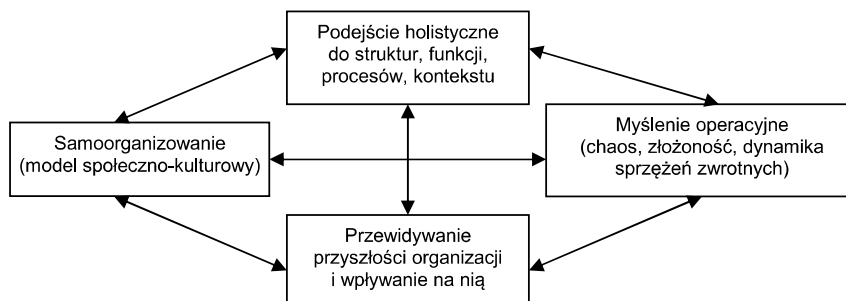 Podejście holistyczne
do struktur, funkcji,
procesów, kontekstu
Samoorganizowanie
(model społeczno-kulturowy)
Myślenie operacyjne
(chaos, złożoność, dynamika
sprzężeń zwrotnych)
Przewidywanie
przyszłości organizacji
i wpływanie na nią